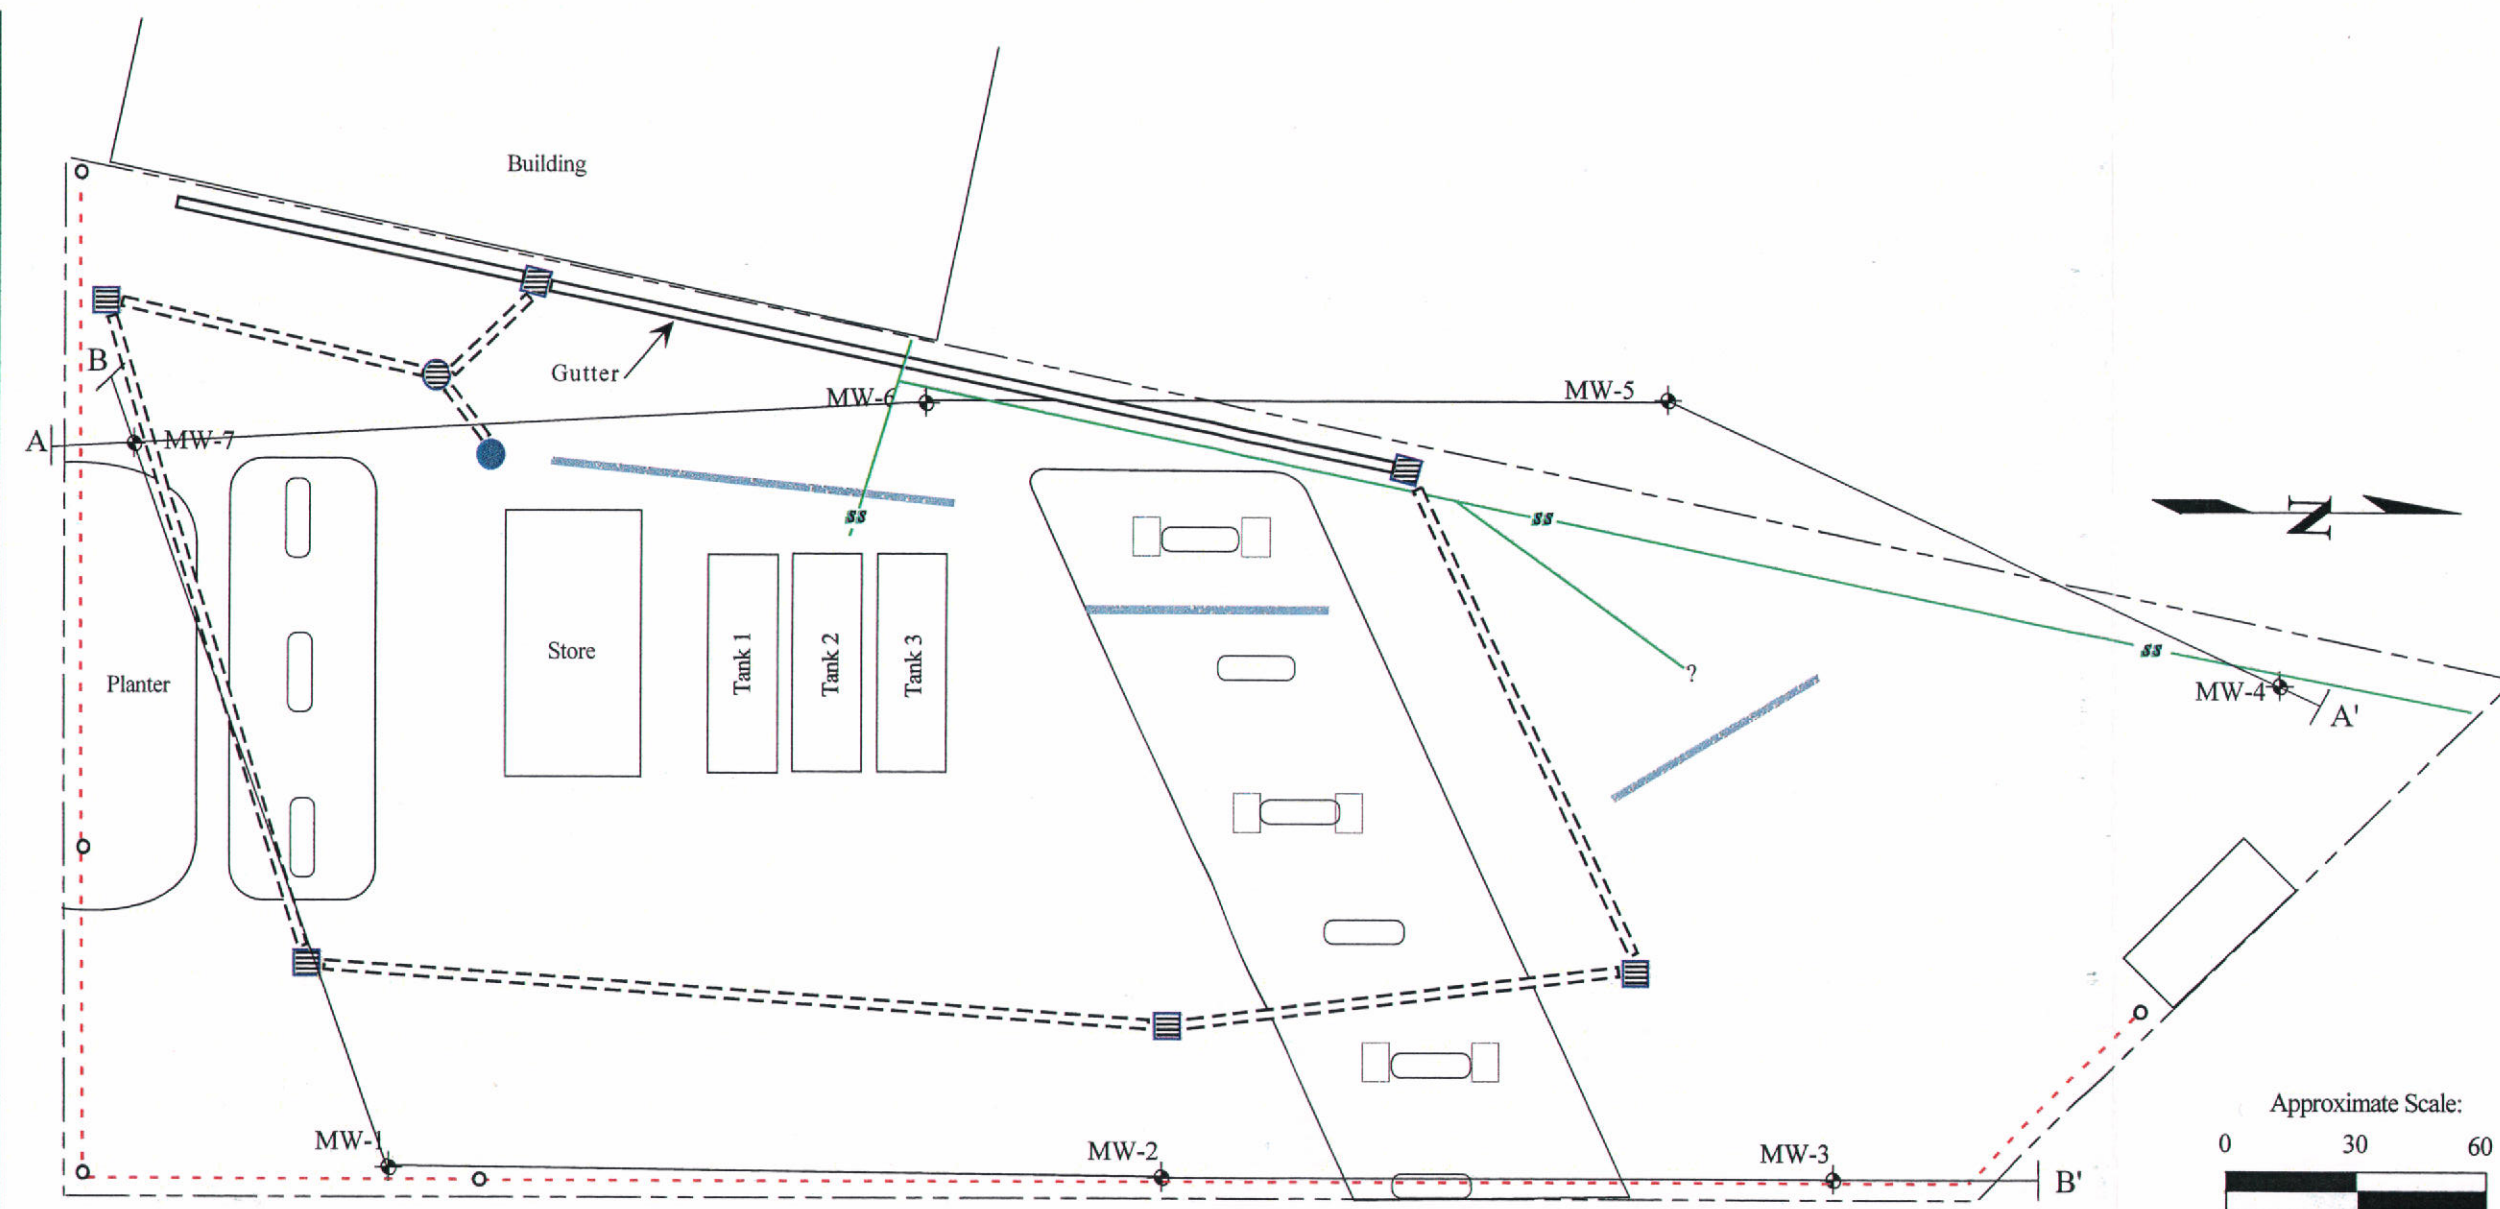 Building
Gutter
B
MW-6
MW-5
A
MW-7
ss
ss
N
Store
Tank 1
Tank 2
Tank 3
Planter
?
ss
MW-4
A'
Approximate Scale:
0 30 60
MW-1
MW-2
MW-3
B'